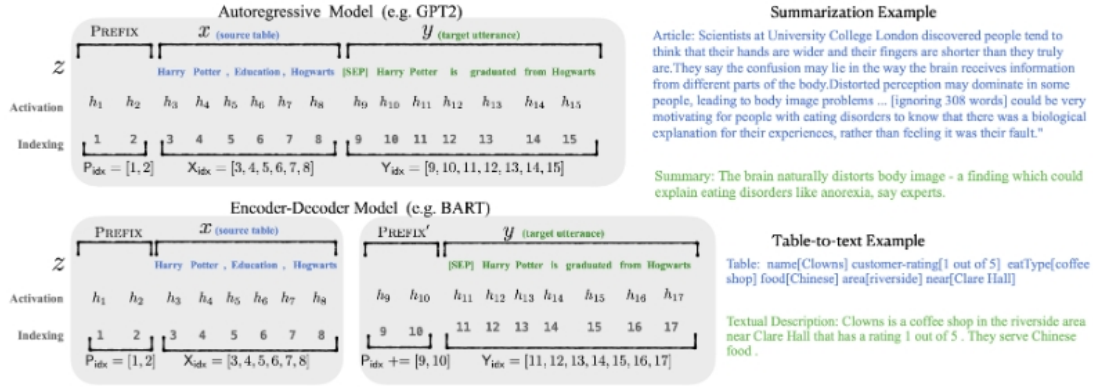 Autoregressive Model (e.g. GPT2)
PREFIX x (source table) y (target utterance)
z Harry Potter , Education , Hogwarts [SEP] Harry Potter is graduated from Hogwarts
Activation h1 h2 h3 h4 h5 h6 h7 h8 h9 h10 h11 h12 h13 h14 h15
Indexing 1 2 3 4 5 6 7 8 9 10 11 12 13 14 15
Pidx = [1, 2] Xidx = [3, 4, 5, 6, 7, 8] Yidx = [9, 10, 11, 12, 13, 14, 15]
Encoder-Decoder Model (e.g. BART)
PREFIX x (source table) PREFIX′ y (target utterance)
z Harry Potter , Education , Hogwarts [SEP] Harry Potter is graduated from Hogwarts
Activation h1 h2 h3 h4 h5 h6 h7 h8 h9 h10 h11 h12 h13 h14 h15 h16 h17
Indexing 1 2 3 4 5 6 7 8 9 10 11 12 13 14 15 16 17
Pidx = [1, 2] Xidx = [3, 4, 5, 6, 7, 8] Pidx += [9, 10] Yidx = [11, 12, 13, 14, 15, 16, 17]
Summarization Example
Article: Scientists at University College London discovered people tend to
think that their hands are wider and their fingers are shorter than they truly
are.They say the confusion may lie in the way the brain receives information
from different parts of the body.Distorted perception may dominate in some
people, leading to body image problems ... [ignoring 308 words] could be very
motivating for people with eating disorders to know that there was a biological
explanation for their experiences, rather than feeling it was their fault."
Summary: The brain naturally distorts body image - a finding which could
explain eating disorders like anorexia, say experts.
Table-to-text Example
Table: name[Clowns] customer-rating[1 out of 5] eatType[coffee
shop] food[Chinese] area[riverside] near[Clare Hall]
Textual Description: Clowns is a coffee shop in the riverside area
near Clare Hall that has a rating 1 out of 5 . They serve Chinese
food .